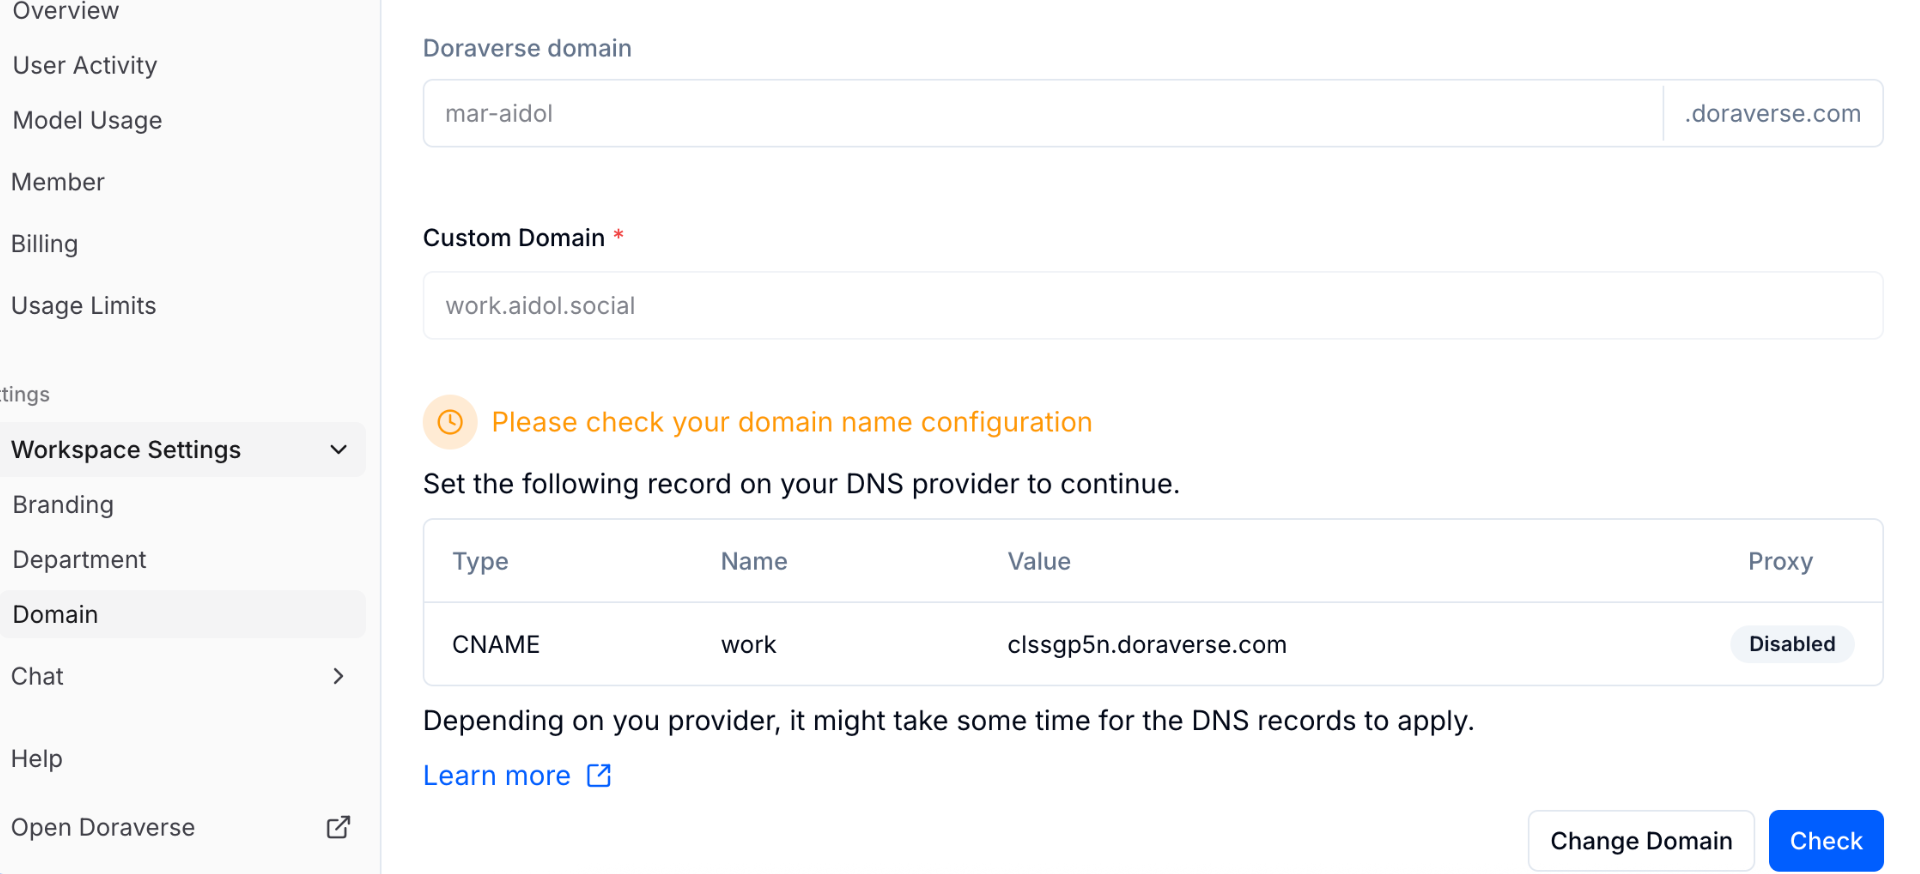 Overview
User Activity
Model Usage
Member
Billing
Usage Limits
ttings
Workspace Settings
Branding
Department
Domain
Chat
Help
Open Doraverse
Doraverse domain
mar-aidol
.doraverse.com
Custom Domain *
work.aidol.social
Please check your domain name configuration
Set the following record on your DNS provider to continue.
Type Name Value Proxy
CNAME work clssgp5n.doraverse.com Disabled
Depending on you provider, it might take some time for the DNS records to apply.
Learn more
Change Domain Check